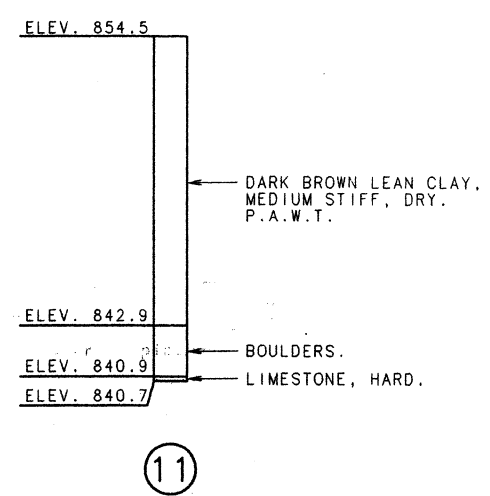 ELEV. 854.5
DARK BROWN LEAN CLAY,
MEDIUM STIFF, DRY.
P.A.W.T.
ELEV. 842.9
BOULDERS.
ELEV. 840.9
LIMESTONE, HARD.
ELEV. 840.7
11